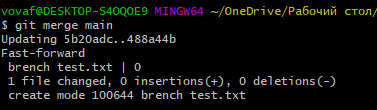 vovaf@DESKTOP-S4OQOE9 MINGW64 ~/OneDrive/Рабочий стол/
$ git merge main
Updating 5b20adc..488a44b
Fast-forward
 brench test.txt | 0
 1 file changed, 0 insertions(+), 0 deletions(-)
 create mode 100644 brench test.txt